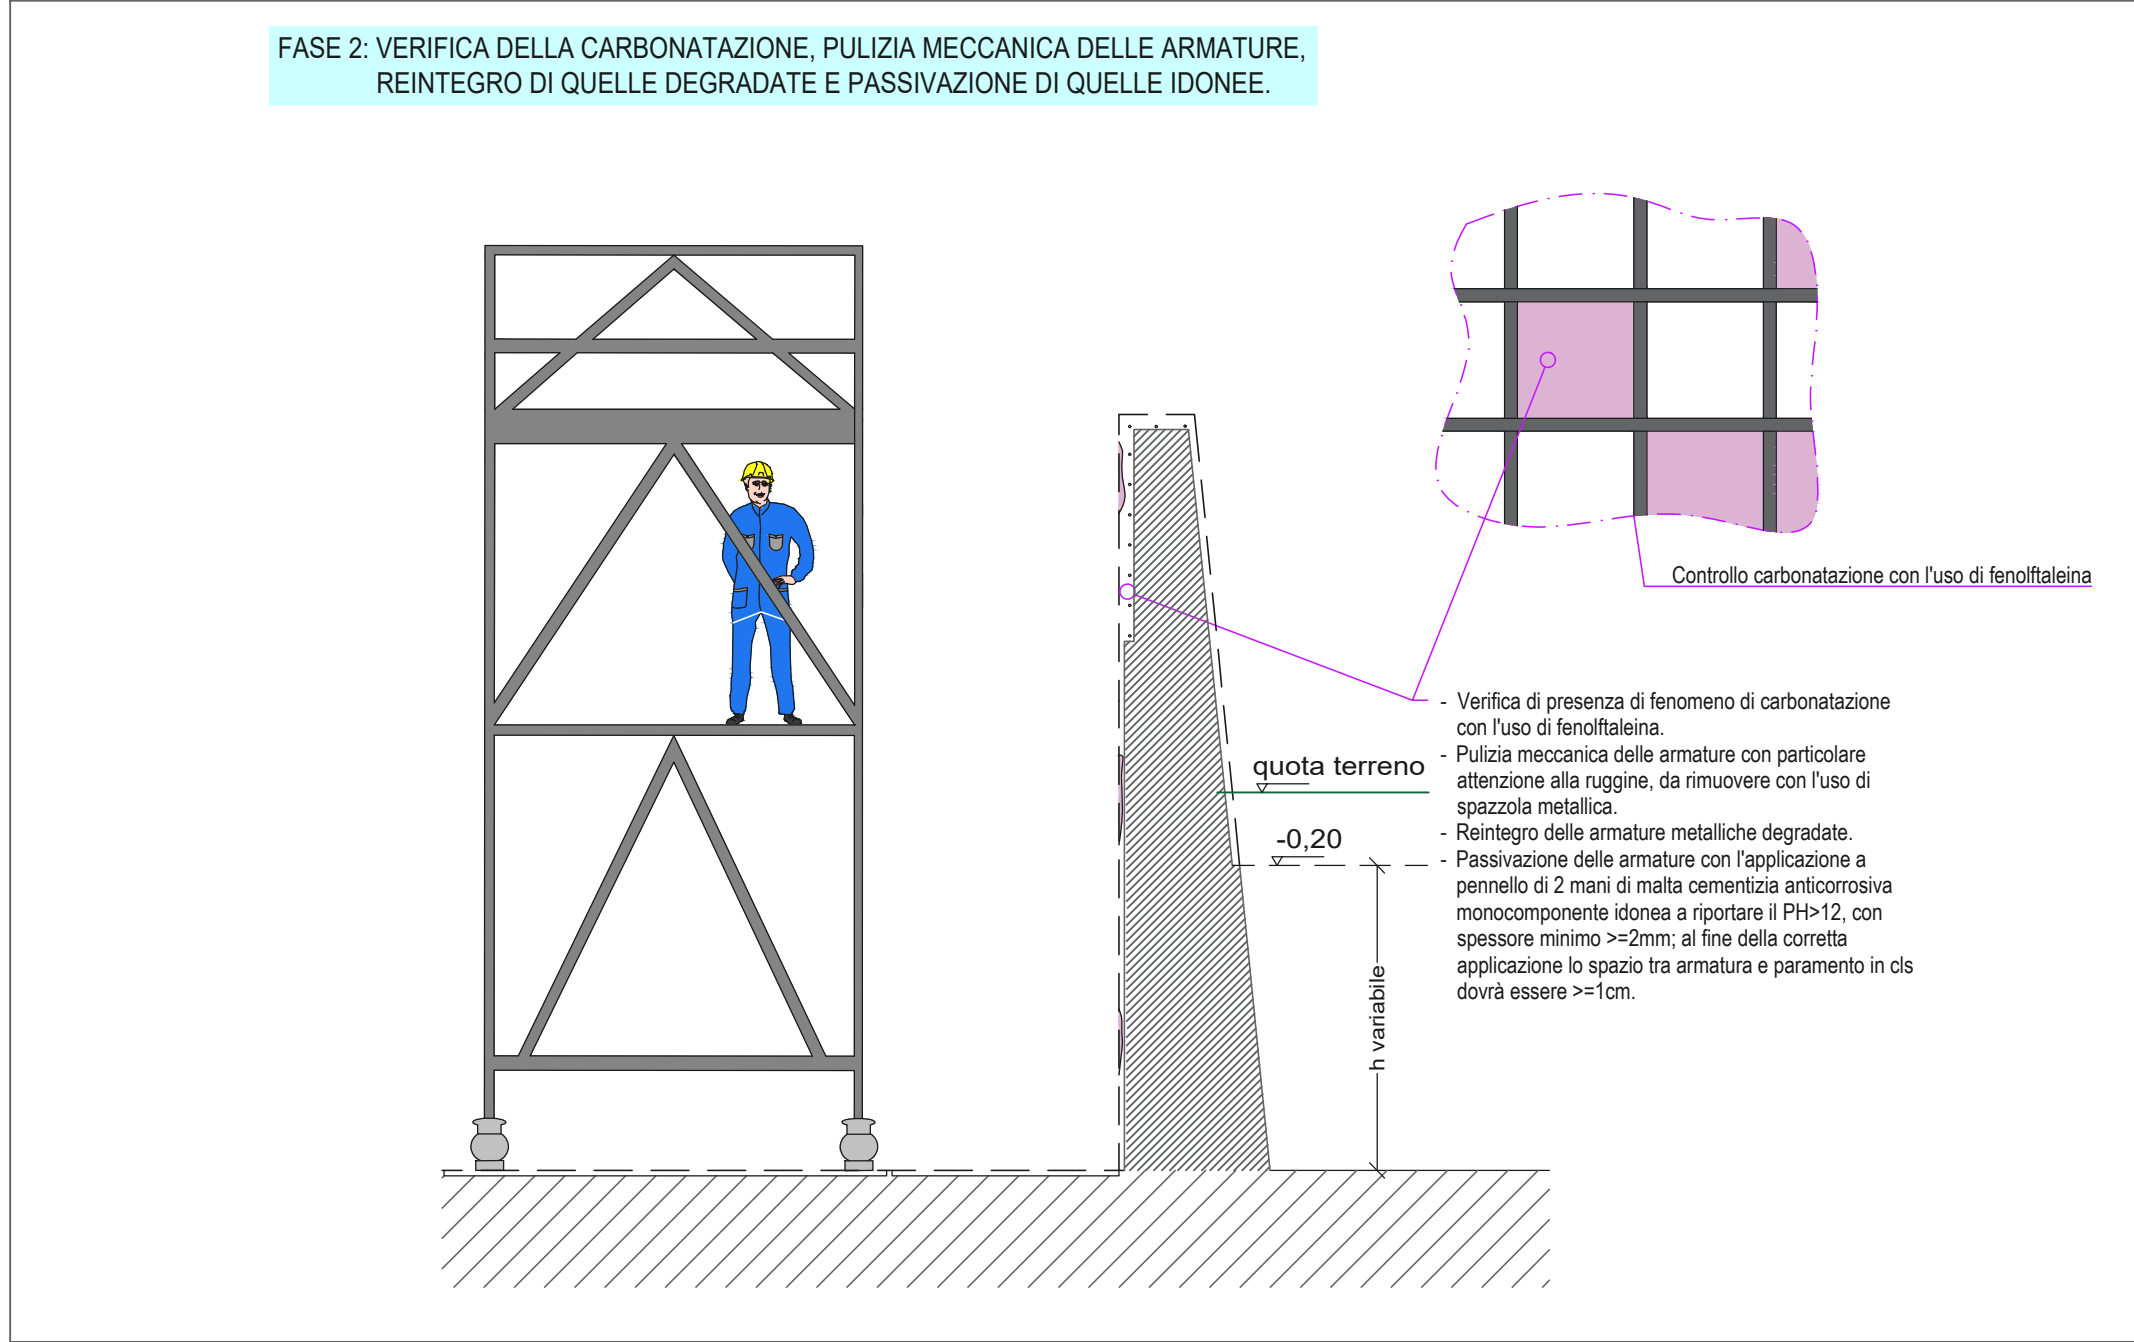 FASE 2: VERIFICA DELLA CARBONATAZIONE, PULIZIA MECCANICA DELLE ARMATURE,
REINTEGRO DI QUELLE DEGRADATE E PASSIVAZIONE DI QUELLE IDONEE.
Controllo carbonatazione con l'uso di fenolftaleina
- Verifica di presenza di fenomeno di carbonatazione
con l'uso di fenolftaleina.
- Pulizia meccanica delle armature con particolare
attenzione alla ruggine, da rimuovere con l'uso di
spazzola metallica.
- Reintegro delle armature metalliche degradate.
- Passivazione delle armature con l'applicazione a
pennello di 2 mani di malta cementizia anticorrosiva
monocomponente idonea a riportare il PH>12, con
spessore minimo >=2mm; al fine della corretta
applicazione lo spazio tra armatura e paramento in cls
dovrà essere >=1cm.
quota terreno
-0,20
h variabile